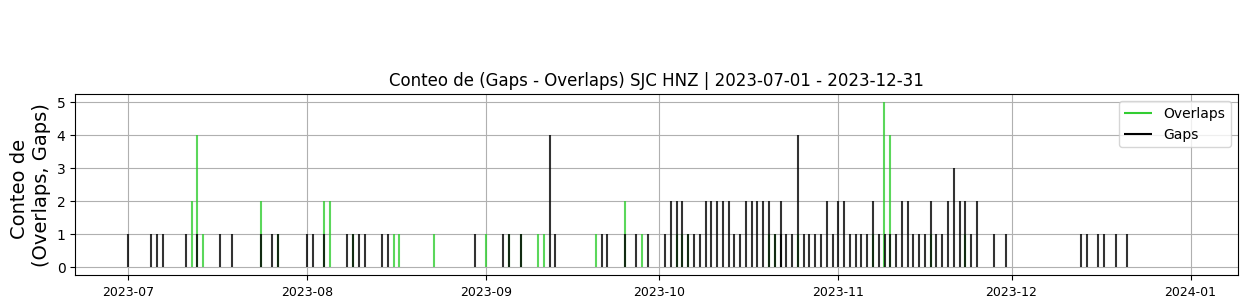 Conteo de (Gaps - Overlaps) SJC HNZ | 2023-07-01 - 2023-12-31
Conteo de
(Overlaps, Gaps)
5
4
3
2
1
0
Overlaps
Gaps
2023-07
2023-08
2023-09
2023-10
2023-11
2023-12
2024-01